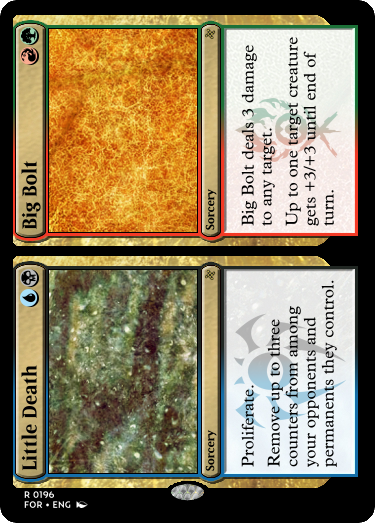 Little Death
Sorcery
Proliferate.
Remove up to three
counters from among
your opponents and
permanents they control.
Big Bolt
Sorcery
Big Bolt deals 3 damage
to any target.
Up to one target creature
gets +3/+3 until end of
turn.
R 0196
FOR • ENG